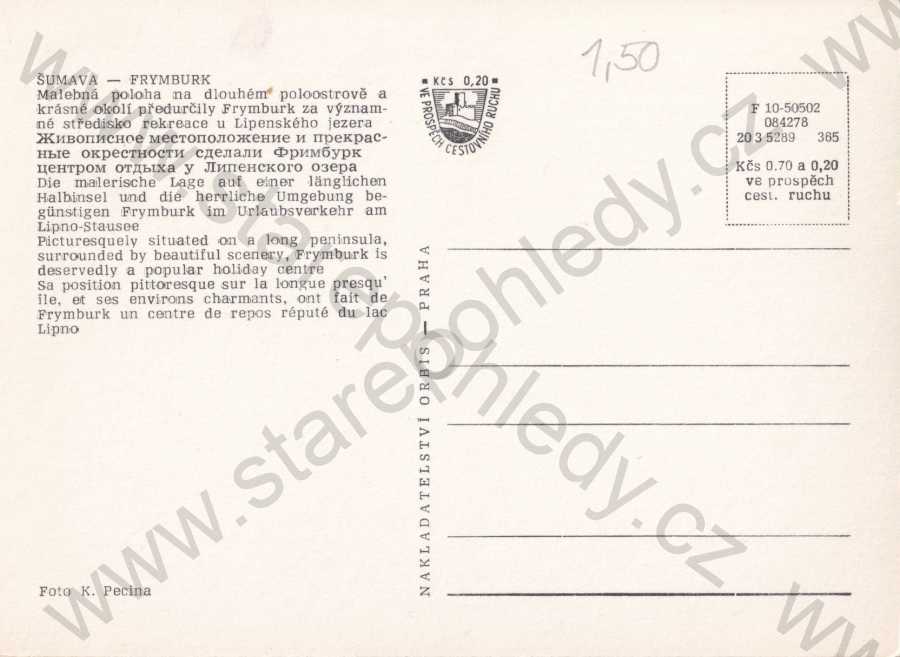 1,50
ŠUMAVA — FRYMBURK
Malebná poloha na dlouhém poloostrově a
krásné okolí předurčily Frymburk za význam-
né středisko rekreace u Lipenského jezera
Живописное местоположение и прекрас-
ные окрестности сделали Фримбурк
центром отдыха у Липенского озера
Die malerische Lage auf einer länglichen
Halbinsel und die herrliche Umgebung be-
günstigen Frymburk im Urlaubsverkehr am
Lipno-Stausee
Picturesquely situated on a long peninsula,
surrounded by beautiful scenery, Frymburk is
deservedly a popular holiday centre
Sa position pittoresque sur la longue presqu'
île, et ses environs charmants, ont fait de
Frymburk un centre de repos réputé du lac
Lipno
Foto K. Pecina
NAKLADATELSTVÍ ORBIS — PRAHA
Kčs 0,20
VE PROSPĚCH CESTOVNÍHO RUCHU
F 10-50502
084278
20 3 5289 385
Kčs 0.70 a 0,20
ve prospěch
cest. ruchu
www.starepohledy.cz
www.starepohledy.cz
www
www
www